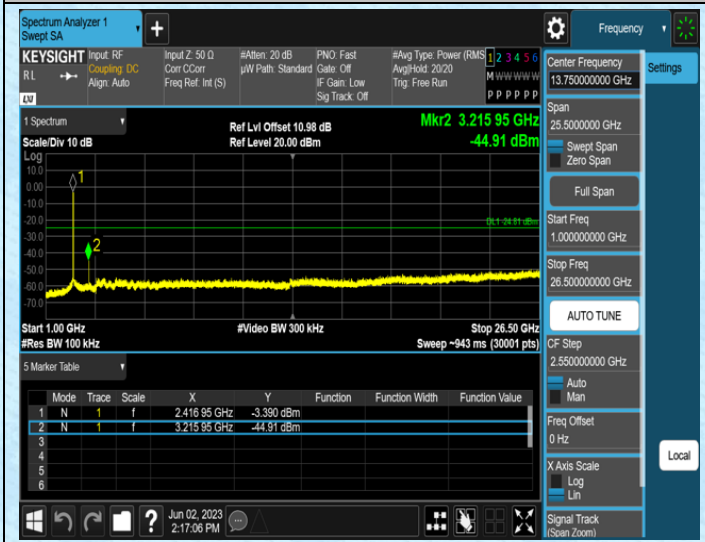 Spectrum Analyzer 1
Swept SA
Frequency
KEYSIGHT Input: RF Input Z: 50 Ω #Atten: 20 dB PNO: Fast #Avg Type: Power (RMS 1 2 3 4 5 6
RL Coupling: DC Corr CCorr µW Path: Standard Gate: Off Avg|Hold: 20/20 M W W W W W
Align: Auto Freq Ref: Int (S) IF Gain: Low Trig: Free Run
Sig Track: Off P P P P P P
LXI
Center Frequency
13.750000000 GHz
Settings
Span
25.5000000 GHz
Swept Span
Zero Span
Full Span
Start Freq
1.000000000 GHz
Stop Freq
26.500000000 GHz
AUTO TUNE
CF Step
2.550000000 GHz
Auto
Man
Freq Offset
0 Hz
X Axis Scale
Log
Lin
Signal Track
(Span Zoom)
Local
1 Spectrum Ref Lvl Offset 10.98 dB Mkr2 3.215 95 GHz
Scale/Div 10 dB Ref Level 20.00 dBm -44.91 dBm
Log
10.0
0.00
-10.0
-20.0
-30.0
-40.0
-50.0
-60.0
-70.0
1
2
DL1 -24.81 dBm
Start 1.00 GHz #Video BW 300 kHz Stop 26.50 GHz
#Res BW 100 kHz Sweep ~943 ms (30001 pts)
5 Marker Table
Mode Trace Scale X Y Function Function Width Function Value
1 N 1 f 2.416 95 GHz -3.390 dBm
2 N 1 f 3.215 95 GHz -44.91 dBm
3
4
5
6
Jun 02, 2023
2:17:06 PM